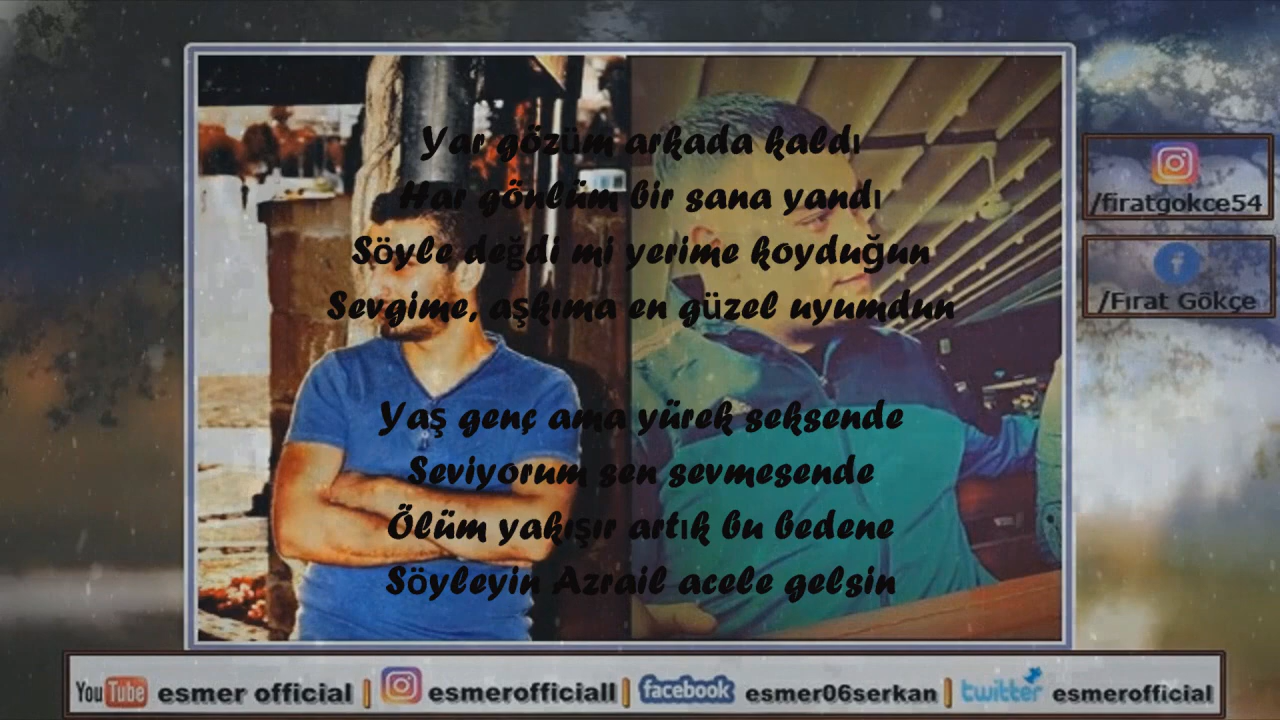 Yar gözüm arkada kaldı
Har gönlüm bir sana yandı
Söyle değdi mi yerime koyduğun
Sevgime, aşkıma en güzel uyumdun
Yaş genç ama yürek seksende
Seviyorum sen sevmesende
Ölüm yakışır artık bu bedene
Söyleyin Azrail acele gelsin
/firatgokce54
/Fırat Gökçe
YouTube esmer official | esmerofficiall | facebook esmer06serkan | twitter esmerofficial